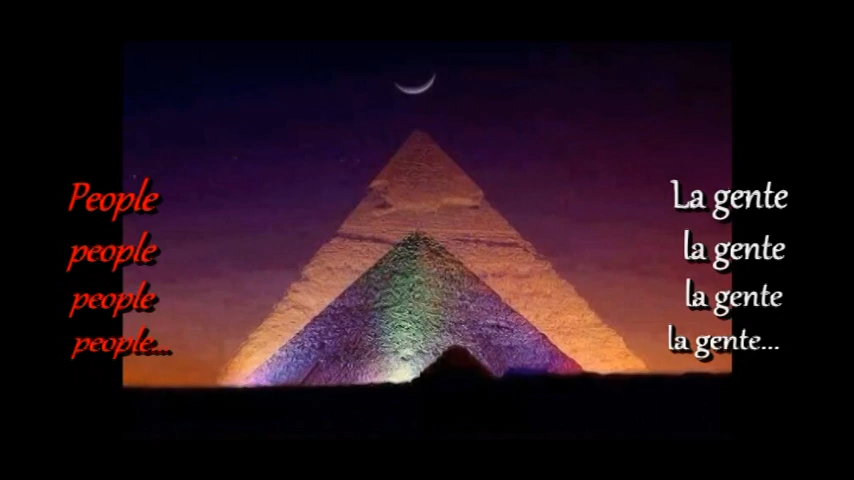 People
people
people
people...
La gente
la gente
la gente
la gente...